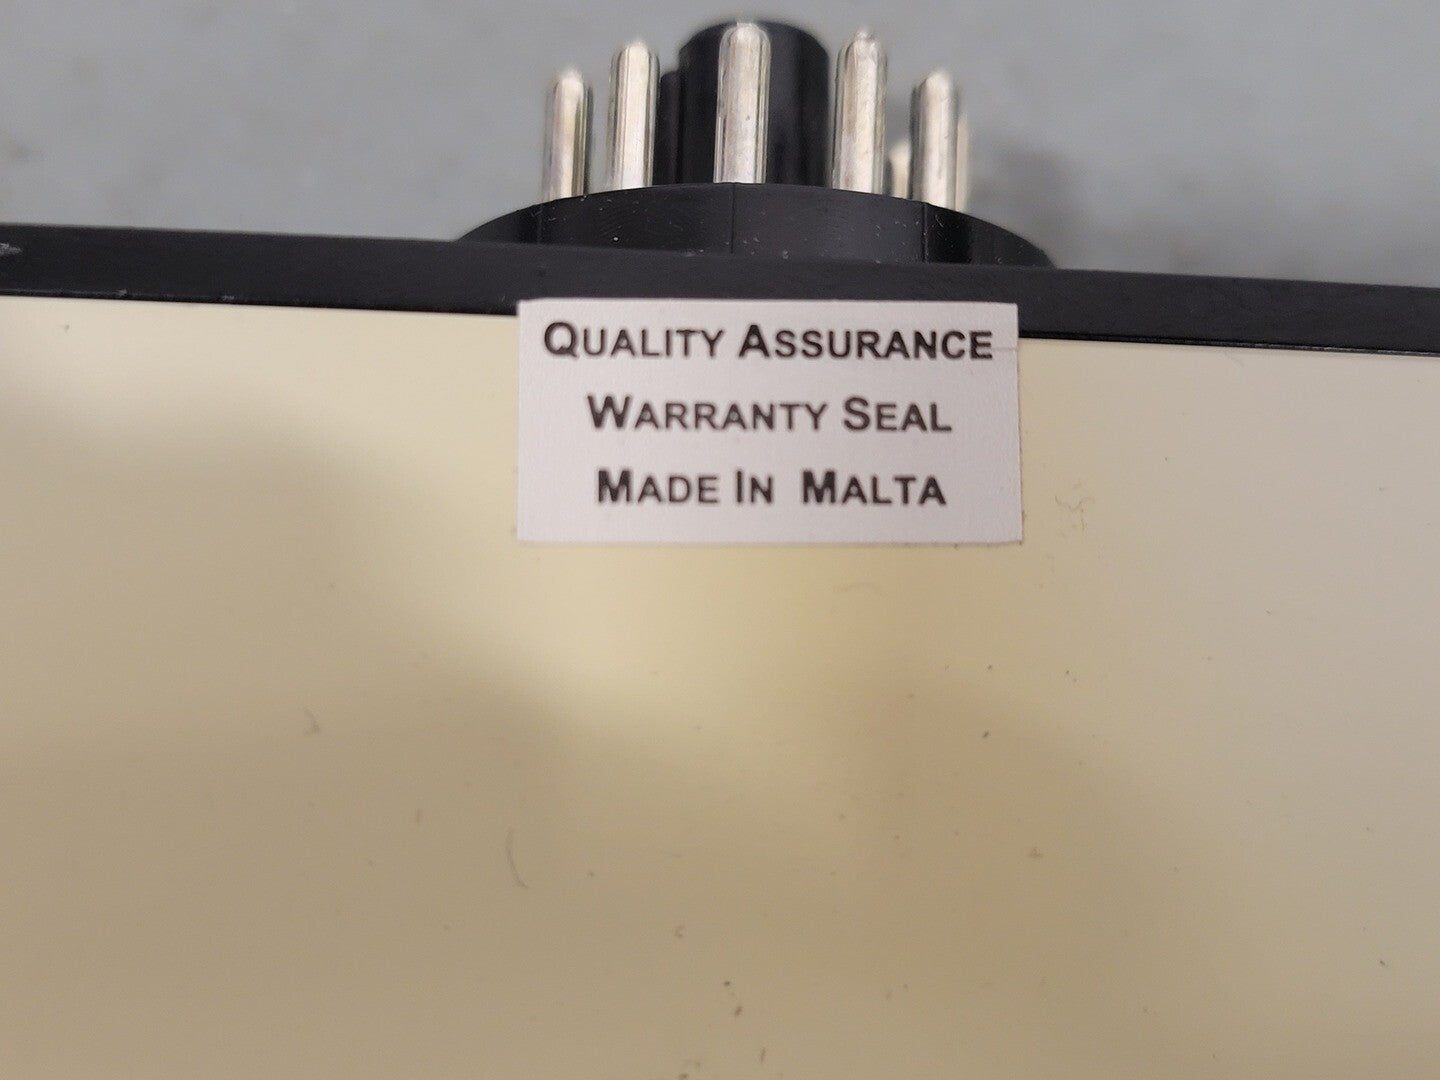 QUALITY ASSURANCE
WARRANTY SEAL
MADE IN MALTA